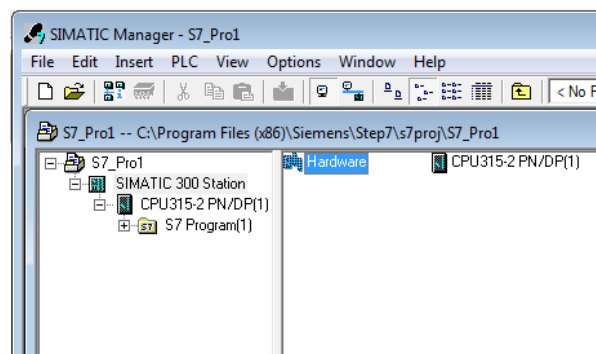 SIMATIC Manager - S7_Pro1
File Edit Insert PLC View Options Window Help
< No F
S7_Pro1 -- C:\Program Files (x86)\Siemens\Step7\s7proj\S7_Pro1
S7_Pro1
SIMATIC 300 Station
CPU315-2 PN/DP(1)
S7 Program(1)
Hardware CPU315-2 PN/DP(1)